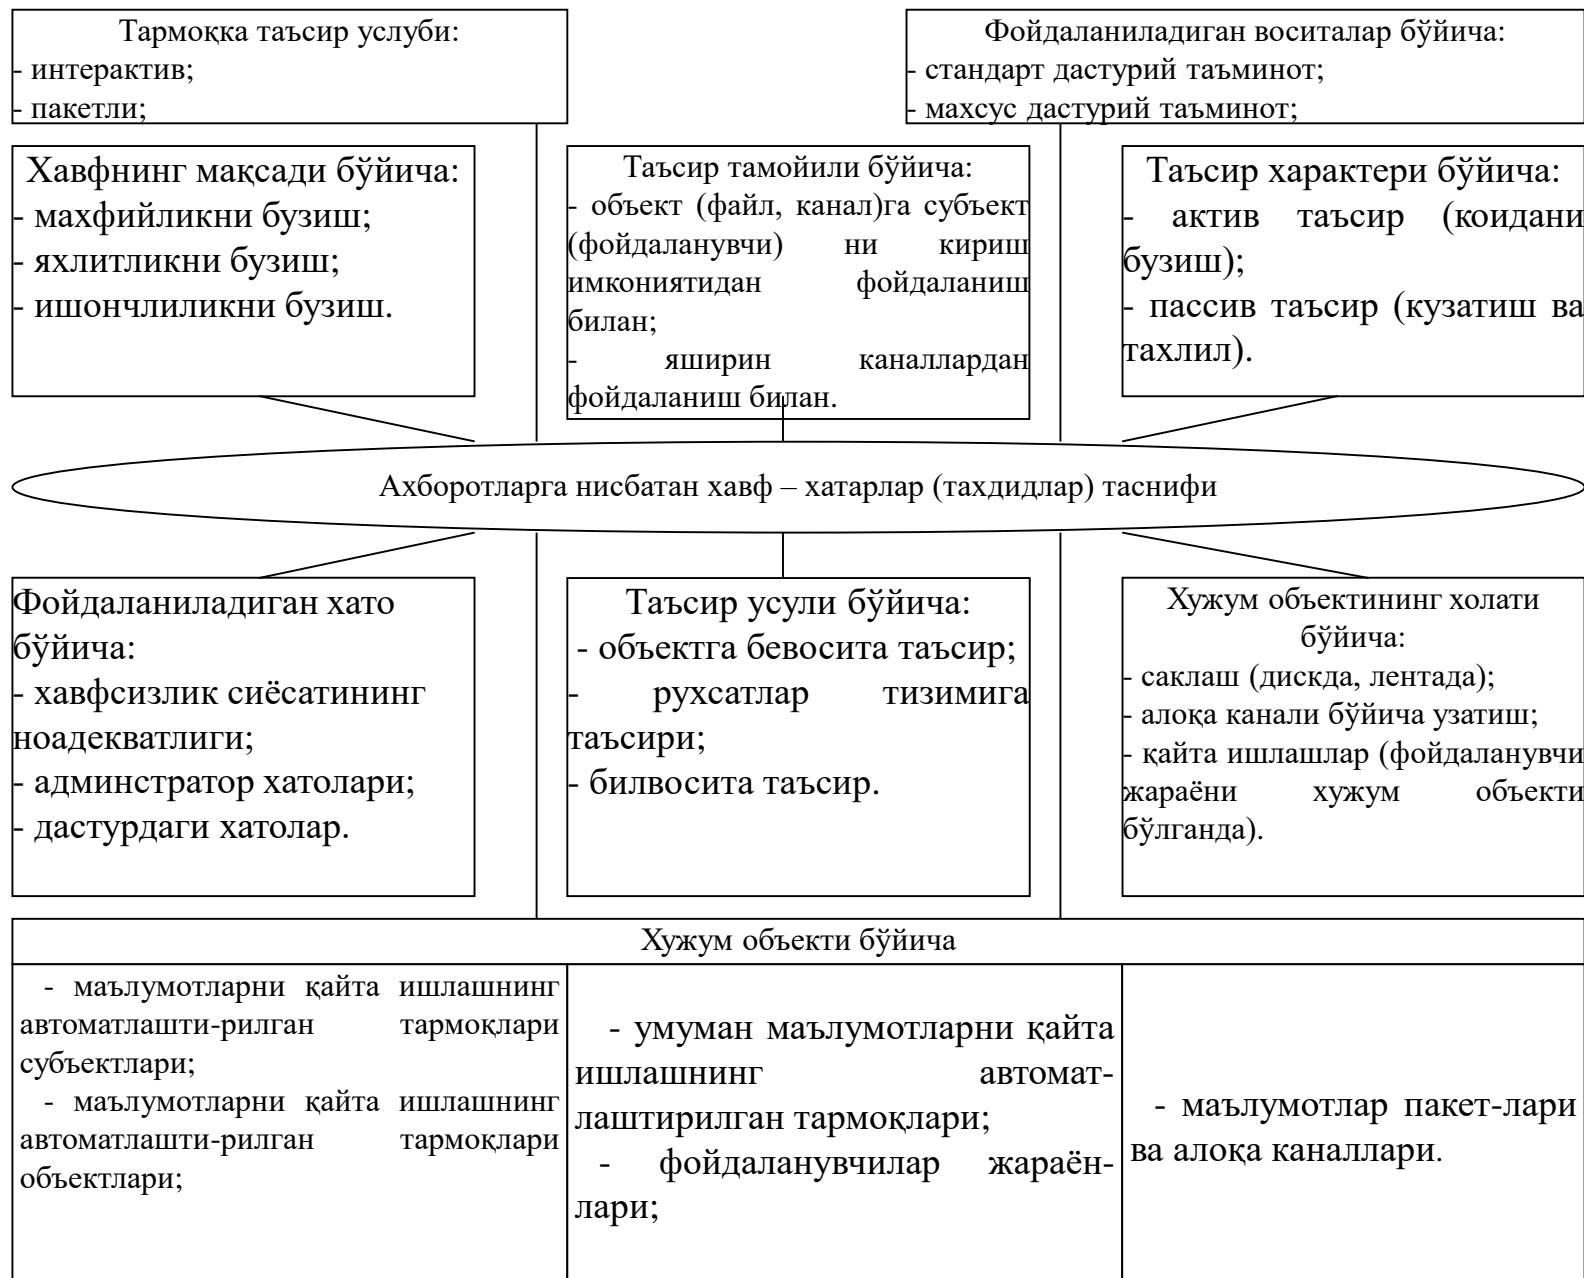 Тармоқка таъсир услуби:
- интерактив;
- пакетли;
Фойдаланиладиган воситалар бўйича:
- стандарт дастурий таъминот;
- махсус дастурий таъминот;
Хавфнинг мақсади бўйича:
- махфийликни бузиш;
- яхлитликни бузиш;
- ишончлиликни бузиш.
Таъсир тамойили бўйича:
- объект (файл, канал)га субъект
(фойдаланувчи) ни кириш
имкониятидан фойдаланиш
билан;
- яширин каналлардан
фойдаланиш билан.
Таъсир характери бўйича:
- актив таъсир (коидани
бузиш);
- пассив таъсир (кузатиш ва
тахлил).
Ахборотларга нисбатан хавф – хатарлар (тахдидлар) таснифи
Фойдаланиладиган хато
бўйича:
- хавфсизлик сиёсатининг
ноадекватлиги;
- админстратор хатолари;
- дастурдаги хатолар.
Таъсир усули бўйича:
- объектга бевосита таъсир;
- рухсатлар тизимига
таъсири;
- билвосита таъсир.
Хужум объектининг холати
бўйича:
- саклаш (дискда, лентада);
- алоқа канали бўйича узатиш;
- қайта ишлашлар (фойдаланувчи
жараёни хужум объекти
бўлганда).
Хужум объекти бўйича
- маълумотларни қайта ишлашнинг
автоматлашти-рилган тармоқлари
субъектлари;
- маълумотларни қайта ишлашнинг
автоматлашти-рилган тармоқлари
объектлари;
- умуман маълумотларни қайта
ишлашнинг автомат-
лаштирилган тармоқлари;
- фойдаланувчилар жараён-
лари;
- маълумотлар пакет-лари
ва алоқа каналлари.